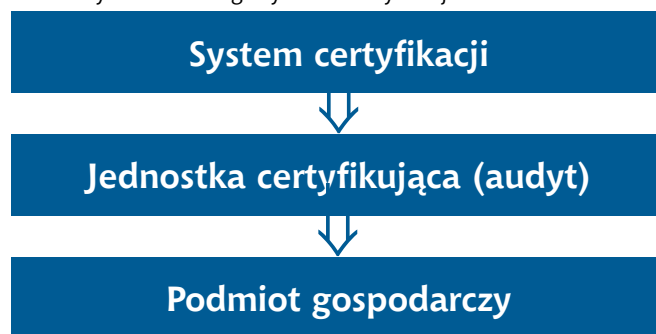 System certyfikacji
Jednostka certyfikująca (audyt)
Podmiot gospodarczy